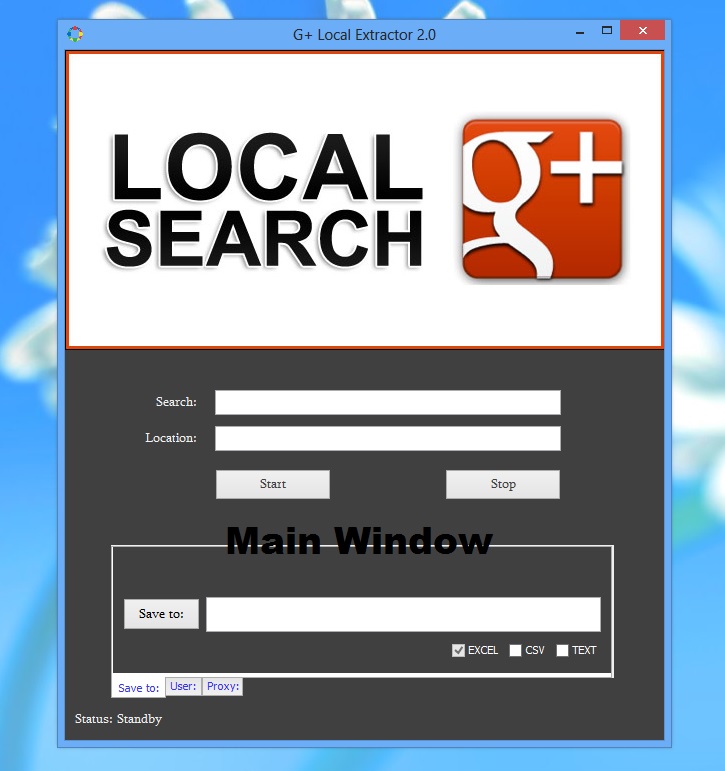 G+ Local Extractor 2.0
LOCAL
SEARCH
g+
Search:
Location:
Start
Stop
Main Window
Save to:
EXCEL
CSV
TEXT
Save to:
User:
Proxy:
Status: Standby